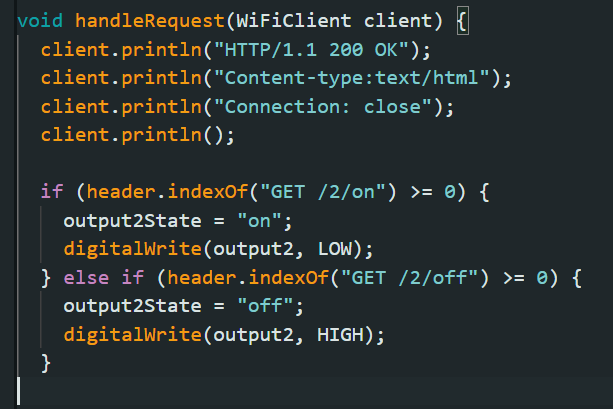 void handleRequest(WiFiClient client) {
  client.println("HTTP/1.1 200 OK");
  client.println("Content-type:text/html");
  client.println("Connection: close");
  client.println();
  if (header.indexOf("GET /2/on") >= 0) {
    output2State = "on";
    digitalWrite(output2, LOW);
  } else if (header.indexOf("GET /2/off") >= 0) {
    output2State = "off";
    digitalWrite(output2, HIGH);
  }